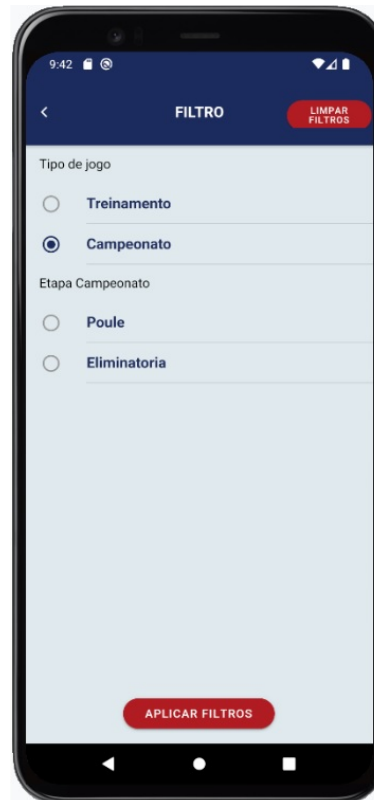 9:42
FILTRO
LIMPAR
FILTROS
Tipo de jogo
Treinamento
Campeonato
Etapa Campeonato
Poule
Eliminatoria
APLICAR FILTROS